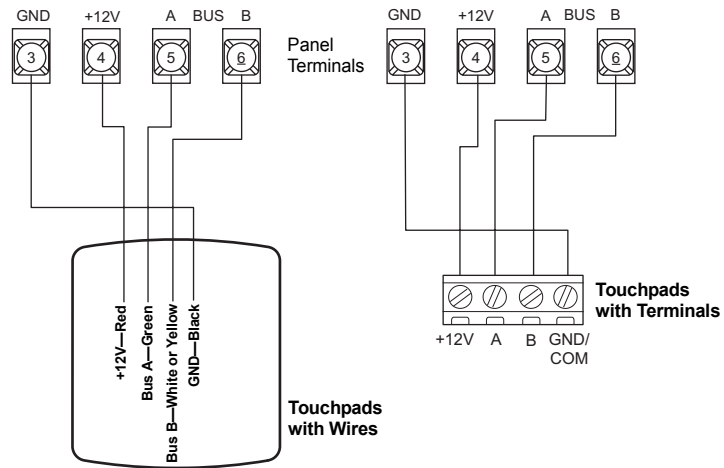 GND +12V A BUS B
3 4 5 6
Panel
Terminals
GND +12V A BUS B
3 4 5 6
+12V—Red
Bus A—Green
Bus B—White or Yellow
GND—Black
Touchpads
with Wires
+12V A B GND/
COM
Touchpads
with Terminals